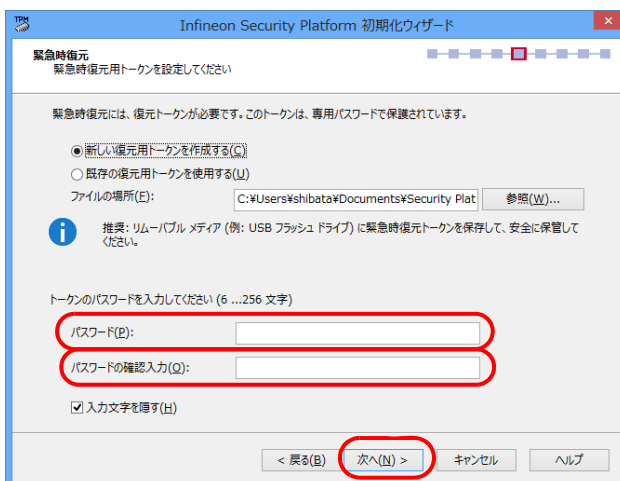 TPM
Infineon Security Platform 初期化ウィザード
緊急時復元
緊急時復元用トークンを設定してください
緊急時復元には、復元トークンが必要です。このトークンは、専用パスワードで保護されています。
新しい復元用トークンを作成する(C)
既存の復元用トークンを使用する(U)
ファイルの場所(F):
C:¥Users¥shibata¥Documents¥Security Plat
参照(W)...
推奨: リムーバブル メディア (例: USB フラッシュ ドライブ) に緊急時復元トークンを保存して、安全に保管して
ください。
トークンのパスワードを入力してください (6 ...256 文字)
パスワード(P):
パスワードの確認入力(O):
入力文字を隠す(H)
< 戻る(B)
次へ(N) >
キャンセル
ヘルプ